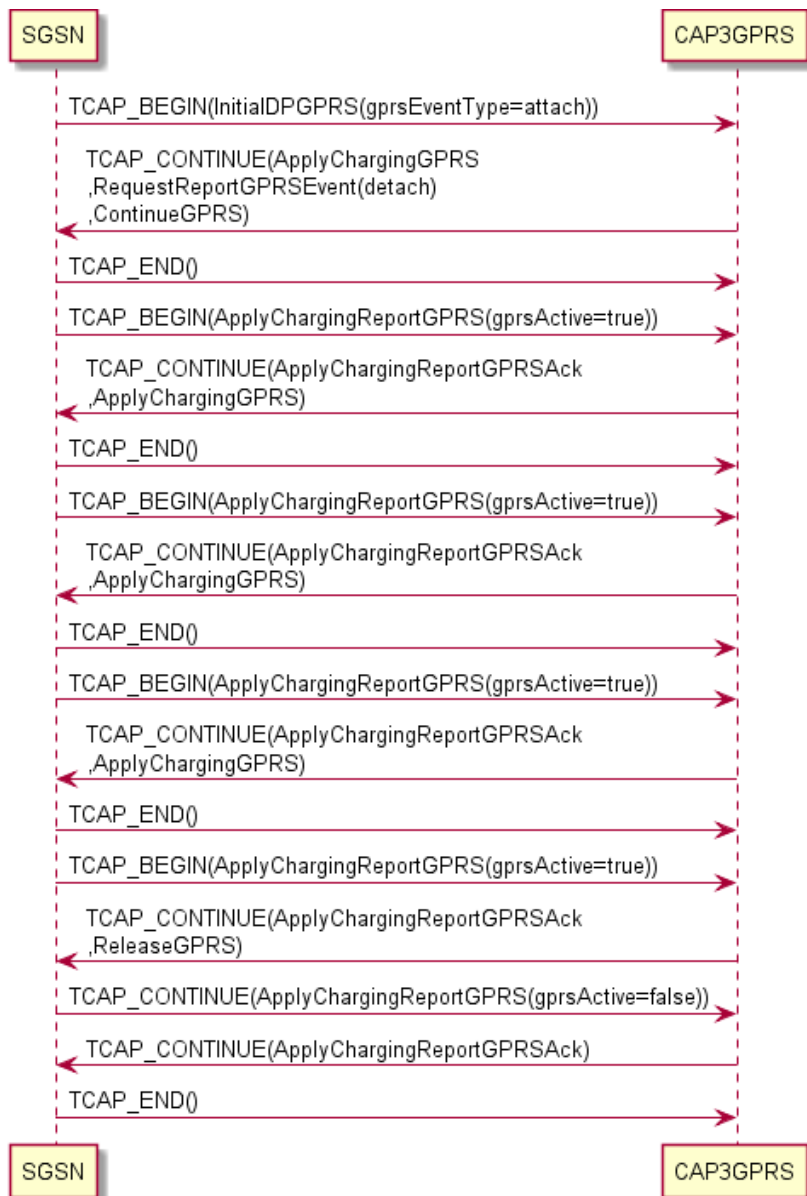 SGSN
CAP3GPRS
TCAP_BEGIN(InitialDPGPRS(gprsEventType=attach))
TCAP_CONTINUE(ApplyChargingGPRS
,RequestReportGPRSEvent(detach)
,ContinueGPRS)
TCAP_END()
TCAP_BEGIN(ApplyChargingReportGPRS(gprsActive=true))
TCAP_CONTINUE(ApplyChargingReportGPRSAck
,ApplyChargingGPRS)
TCAP_END()
TCAP_BEGIN(ApplyChargingReportGPRS(gprsActive=true))
TCAP_CONTINUE(ApplyChargingReportGPRSAck
,ApplyChargingGPRS)
TCAP_END()
TCAP_BEGIN(ApplyChargingReportGPRS(gprsActive=true))
TCAP_CONTINUE(ApplyChargingReportGPRSAck
,ApplyChargingGPRS)
TCAP_END()
TCAP_BEGIN(ApplyChargingReportGPRS(gprsActive=true))
TCAP_CONTINUE(ApplyChargingReportGPRSAck
,ReleaseGPRS)
TCAP_CONTINUE(ApplyChargingReportGPRS(gprsActive=false))
TCAP_CONTINUE(ApplyChargingReportGPRSAck)
TCAP_END()
SGSN
CAP3GPRS